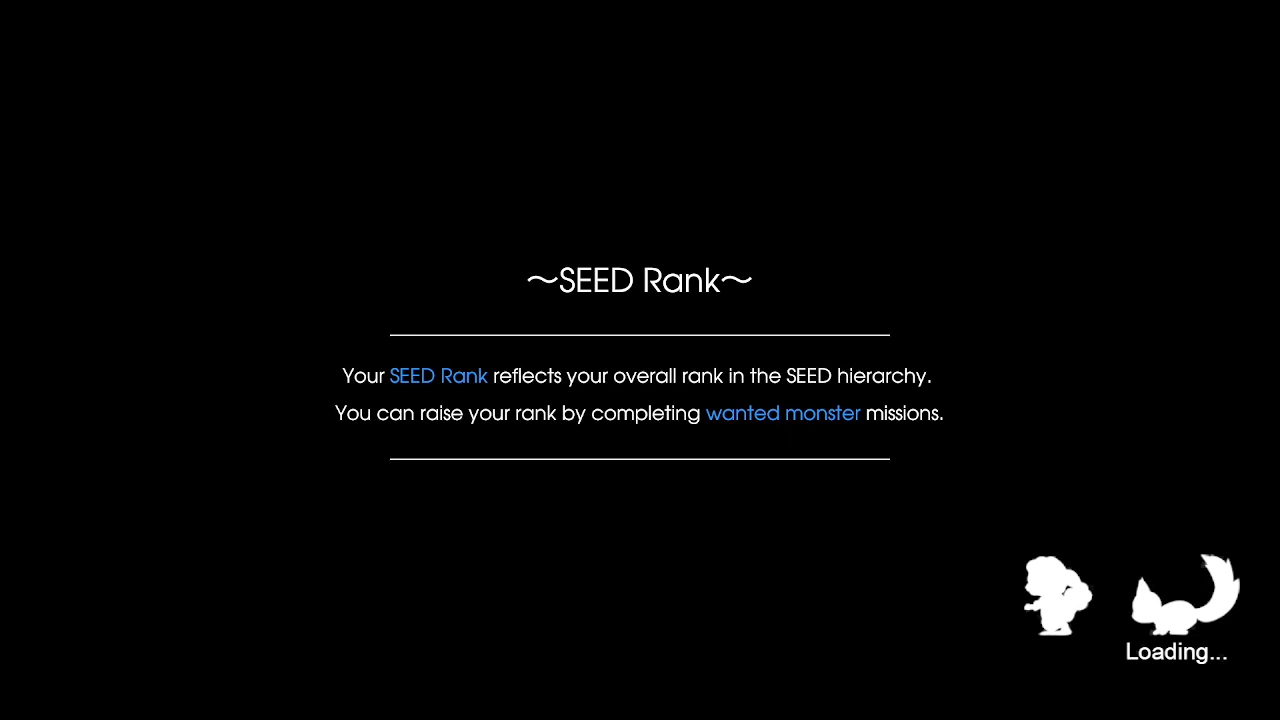 ～SEED Rank～
Your SEED Rank reflects your overall rank in the SEED hierarchy.
You can raise your rank by completing wanted monster missions.
Loading...